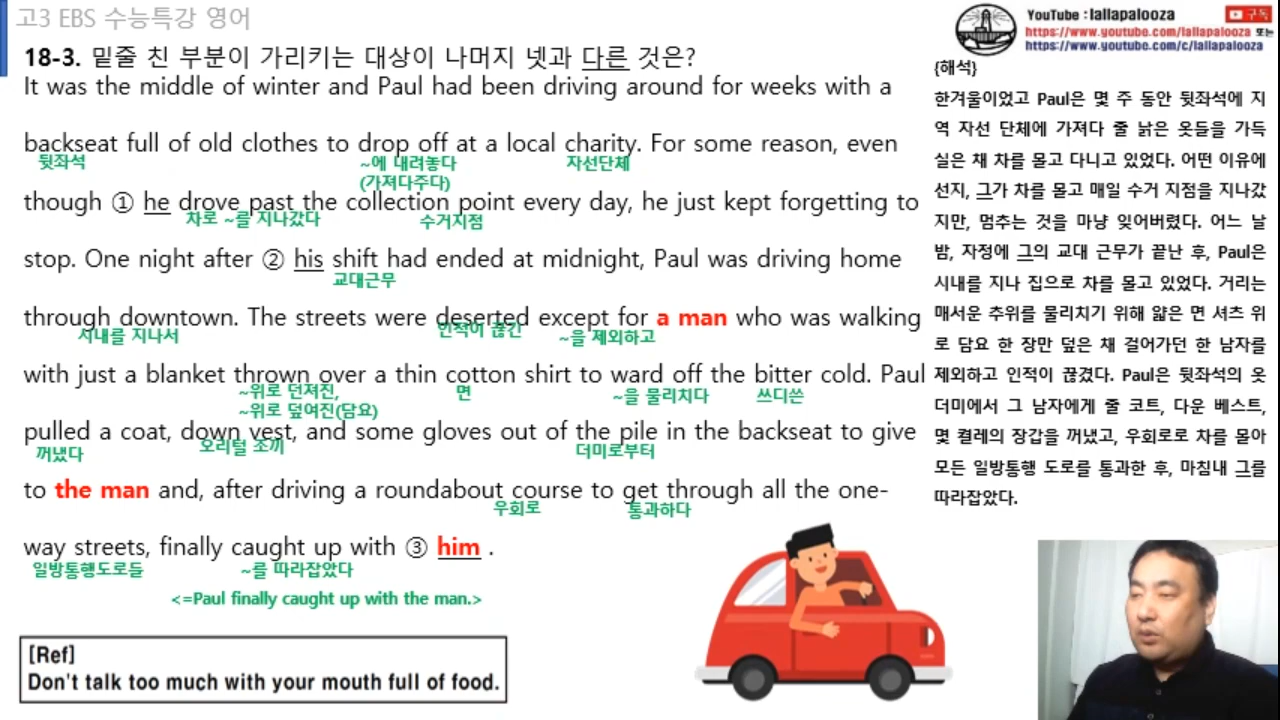 고3 EBS 수능특강 영어
18-3. 밑줄 친 부분이 가리키는 대상이 나머지 넷과 다른 것은?
It was the middle of winter and Paul had been driving around for weeks with a
backseat full of old clothes to drop off at a local charity. For some reason, even
뒷좌석 ~에 내려놓다 자선단체
(가져다주다)
though ① he drove past the collection point every day, he just kept forgetting to
차로 ~를 지나갔다 수거지점
stop. One night after ② his shift had ended at midnight, Paul was driving home
교대근무
through downtown. The streets were deserted except for a man who was walking
시내를 지나서 인적이 끊긴 ~을 제외하고
with just a blanket thrown over a thin cotton shirt to ward off the bitter cold. Paul
~위로 던져진, 면 ~을 물리치다 쓰디쓴
~위로 덮여진(담요)
pulled a coat, down vest, and some gloves out of the pile in the backseat to give
꺼냈다 오리털 조끼 더미로부터
to the man and, after driving a roundabout course to get through all the one-
우회로 통과하다
way streets, finally caught up with ③ him .
일방통행도로들 ~를 따라잡았다
<=Paul finally caught up with the man.>
[Ref]
Don't talk too much with your mouth full of food.
YouTube : lallapalooza 구독
https://www.youtube.com/lallapalooza 또는
https://www.youtube.com/c/lallapalooza
{해석}
한겨울이었고 Paul은 몇 주 동안 뒷좌석에 지
역 자선 단체에 가져다 줄 낡은 옷들을 가득
실은 채 차를 몰고 다니고 있었다. 어떤 이유에
선지, 그가 차를 몰고 매일 수거 지점을 지나갔
지만, 멈추는 것을 마냥 잊어버렸다. 어느 날
밤, 자정에 그의 교대 근무가 끝난 후, Paul은
시내를 지나 집으로 차를 몰고 있었다. 거리는
매서운 추위를 물리치기 위해 얇은 면 셔츠 위
로 담요 한 장만 덮은 채 걸어가던 한 남자를
제외하고 인적이 끊겼다. Paul은 뒷좌석의 옷
더미에서 그 남자에게 줄 코트, 다운 베스트,
몇 켤레의 장갑을 꺼냈고, 우회로로 차를 몰아
모든 일방통행 도로를 통과한 후, 마침내 그를
따라잡았다.